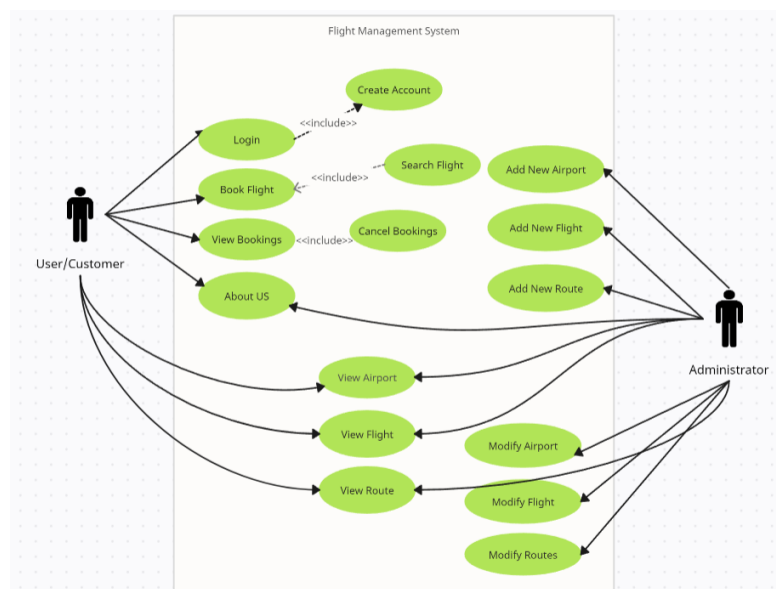 Flight Management System
Create Account
<<include>>
Login
Search Flight
Add New Airport
<<include>>
Book Flight
Add New Flight
Cancel Bookings
View Bookings
<<include>>
User/Customer
Add New Route
About US
Administrator
View Airport
View Flight
Modify Airport
View Route
Modify Flight
Modify Routes